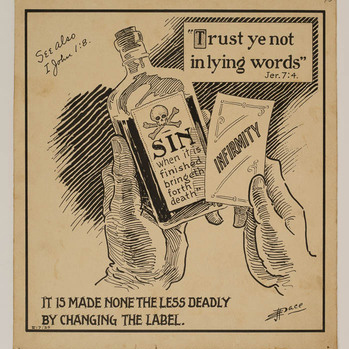 See also
I John 1:8.
"Trust ye not
in lying words"
Jer. 7:4.
SIN
when it is
finished
bringeth
forth
death"
INFIRMITY
IT IS MADE NONE THE LESS DEADLY
BY CHANGING THE LABEL.
EJPace